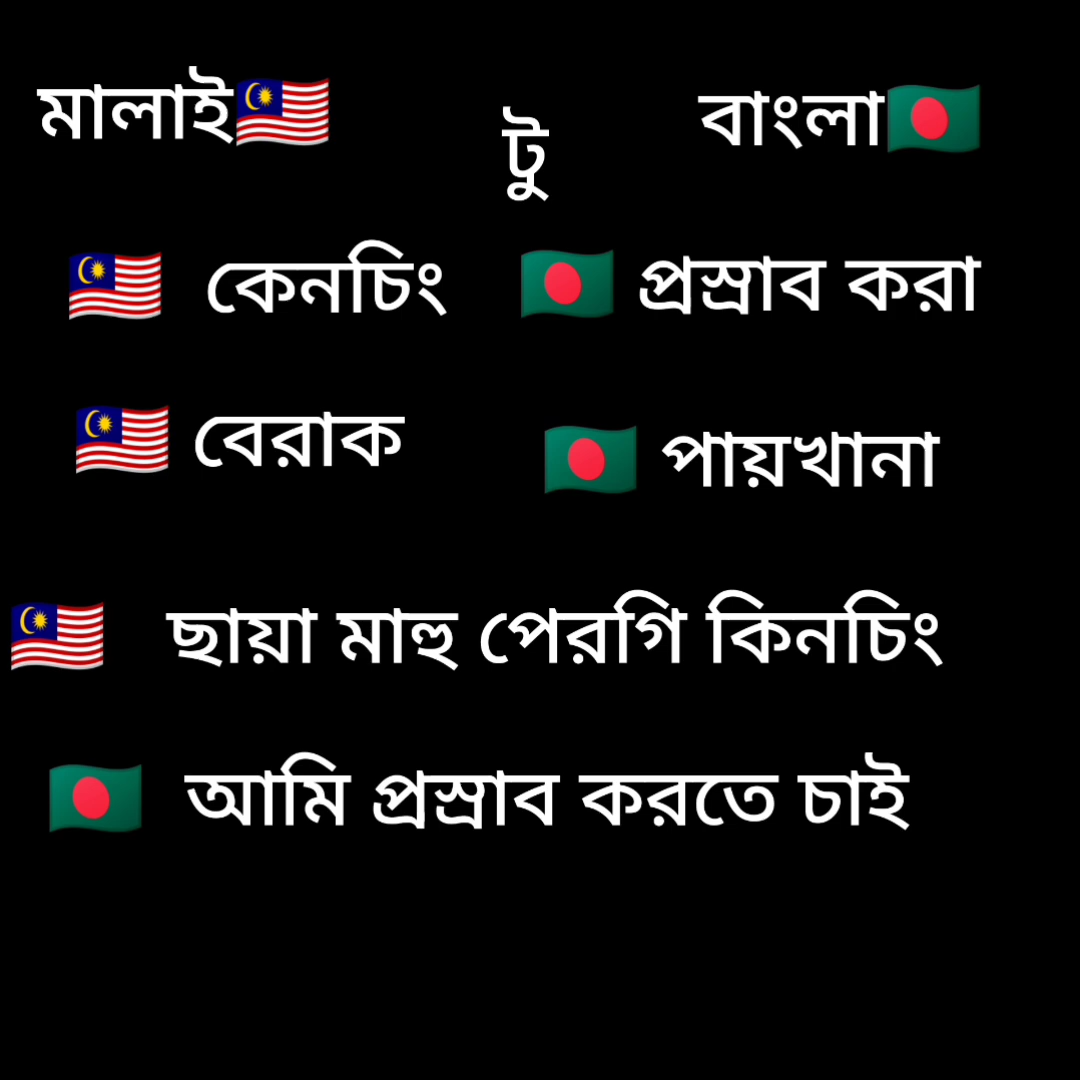 মালাই🇲🇾 টু বাংলা🇧🇩
🇲🇾 কেনচিং 🇧🇩 প্রস্রাব করা
🇲🇾 বেরাক 🇧🇩 পায়খানা
🇲🇾 ছায়া মাহু পেরগি কিনচিং
🇧🇩 আমি প্রস্রাব করতে চাই